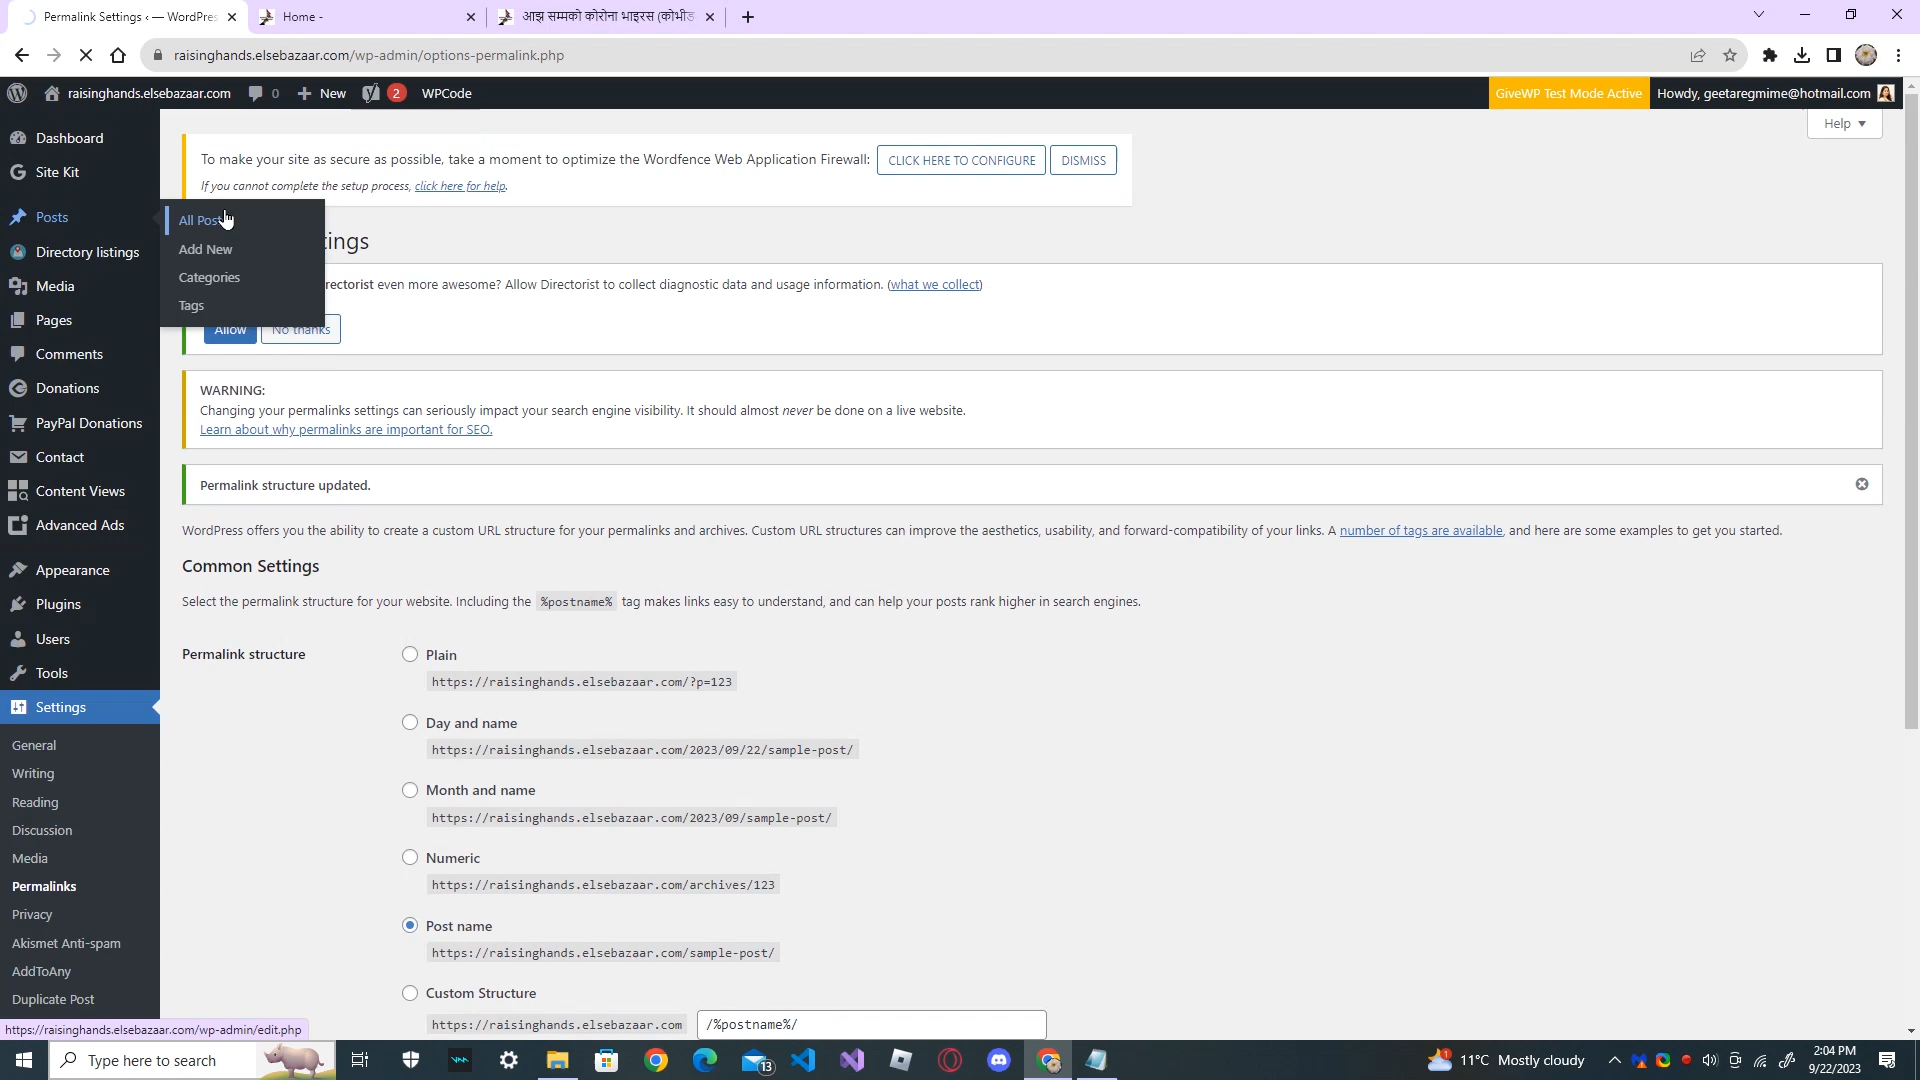 Permalink Settings ‹ — WordPres
Home -
आझ सम्मको कोरोना भाइरस (कोभीड
raisinghands.elsebazaar.com/wp-admin/options-permalink.php
raisinghands.elsebazaar.com 0 New 2 WPCode
GiveWP Test Mode Active
Howdy, geetaregmime@hotmail.com
Help
Dashboard
Site Kit
Posts
Directory listings
Media
Pages
Comments
Donations
PayPal Donations
Contact
Content Views
Advanced Ads
Appearance
Plugins
Users
Tools
Settings
General
Writing
Reading
Discussion
Media
Permalinks
Privacy
Akismet Anti-spam
AddToAny
Duplicate Post
All Post
Add New
Categories
Tags
To make your site as secure as possible, take a moment to optimize the Wordfence Web Application Firewall: CLICK HERE TO CONFIGURE DISMISS
If you cannot complete the setup process, click here for help.
tings
rectorist even more awesome? Allow Directorist to collect diagnostic data and usage information. (what we collect)
Allow No thanks
WARNING:
Changing your permalinks settings can seriously impact your search engine visibility. It should almost never be done on a live website.
Learn about why permalinks are important for SEO.
Permalink structure updated.
WordPress offers you the ability to create a custom URL structure for your permalinks and archives. Custom URL structures can improve the aesthetics, usability, and forward-compatibility of your links. A number of tags are available, and here are some examples to get you started.
Common Settings
Select the permalink structure for your website. Including the %postname% tag makes links easy to understand, and can help your posts rank higher in search engines.
Permalink structure
Plain
https://raisinghands.elsebazaar.com/?p=123
Day and name
https://raisinghands.elsebazaar.com/2023/09/22/sample-post/
Month and name
https://raisinghands.elsebazaar.com/2023/09/sample-post/
Numeric
https://raisinghands.elsebazaar.com/archives/123
Post name
https://raisinghands.elsebazaar.com/sample-post/
Custom Structure
https://raisinghands.elsebazaar.com /%postname%/
https://raisinghands.elsebazaar.com/wp-admin/edit.php
Type here to search
13
1
11°C Mostly cloudy
2:04 PM
9/22/2023